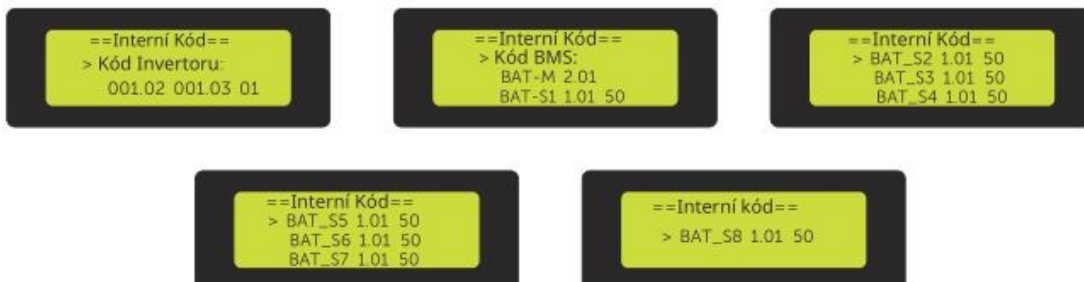 ==Interní Kód==
> Kód Invertoru:
001.02 001.03 01
==Interní Kód==
> Kód BMS:
BAT-M 2.01
BAT-S1 1.01 50
==Interní Kód==
> BAT_S2 1.01 50
BAT_S3 1.01 50
BAT_S4 1.01 50
==Interní Kód==
> BAT_S5 1.01 50
BAT_S6 1.01 50
BAT_S7 1.01 50
==Interní kód==
> BAT_S8 1.01 50